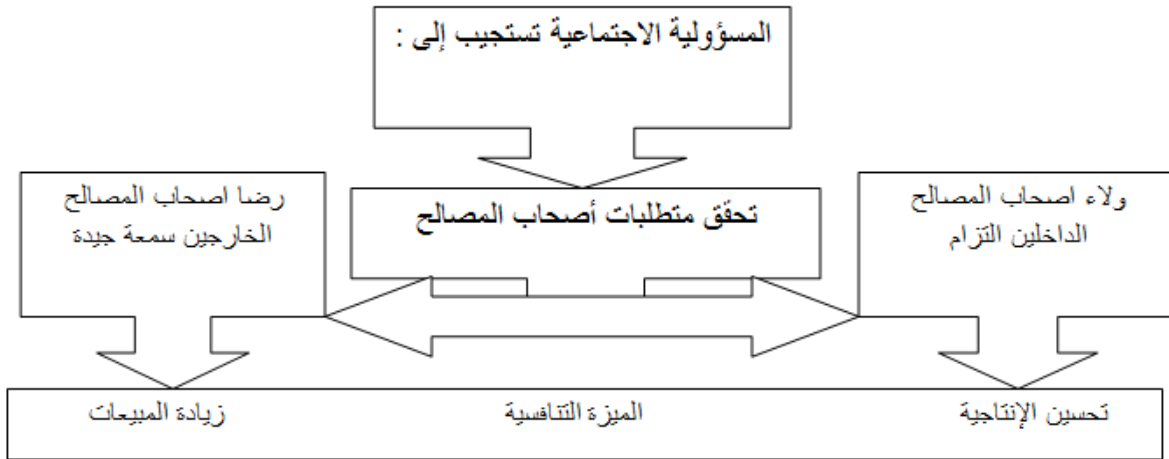 المسؤولية الاجتماعية تستجيب إلى :
تحقق متطلبات أصحاب المصالح
ولاء اصحاب المصالح
الداخلين التزام
رضا اصحاب المصالح
الخارجين سمعة جيدة
تحسين الإنتاجية
الميزة التنافسية
زيادة المبيعات